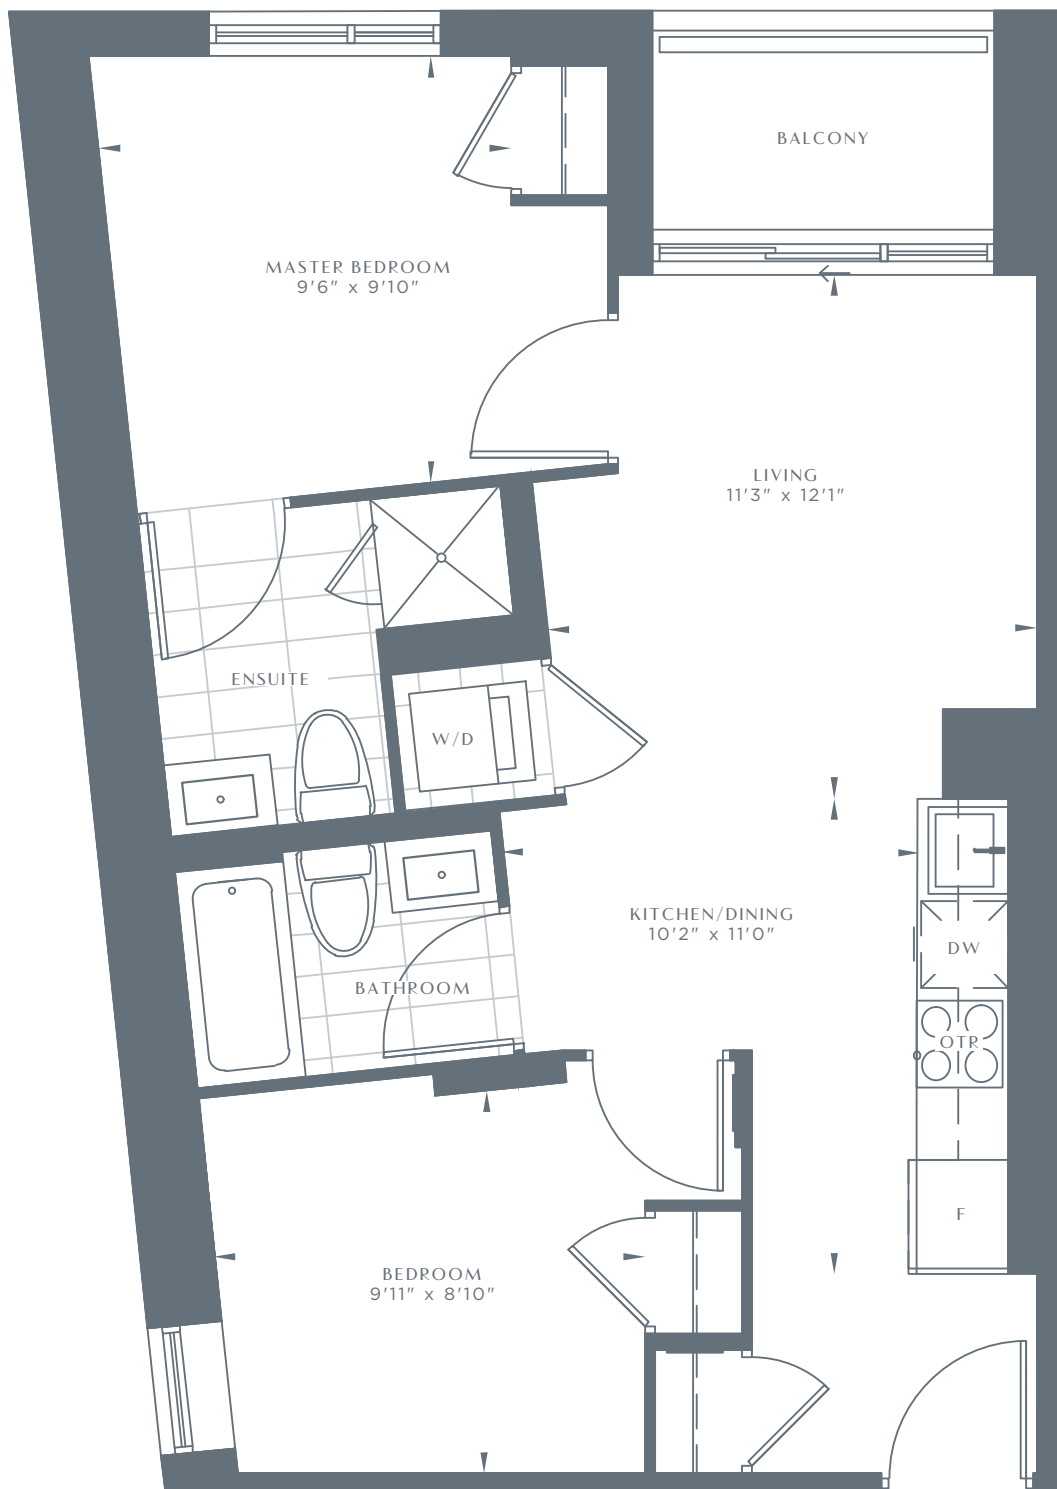 BALCONY
MASTER BEDROOM
9'6" x 9'10"
LIVING
11'3" x 12'1"
ENSUITE
W/D
KITCHEN/DINING
10'2" x 11'0"
DW
BATHROOM
OTR
F
BEDROOM
9'11" x 8'10"